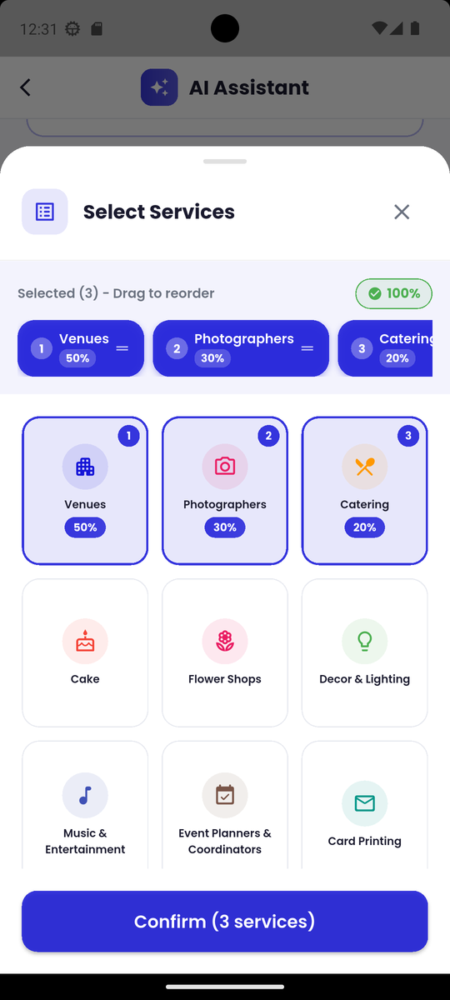 12:31
AI Assistant
Select Services
Selected (3) - Drag to reorder
100%
1 Venues
50%
2 Photographers
30%
3 Catering
20%
1
Venues
50%
2
Photographers
30%
3
Catering
20%
Cake
Flower Shops
Decor & Lighting
Music &
Entertainment
Event Planners &
Coordinators
Card Printing
Confirm (3 services)